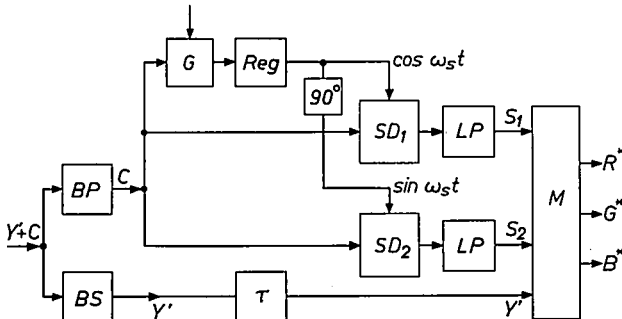 G
Reg
cos ωₛt
90°
SD₁
LP
S₁
BP
C
sin ωₛt
M
R*
G*
B*
Y'+C
SD₂
LP
S₂
BS
Y'
τ
Y'